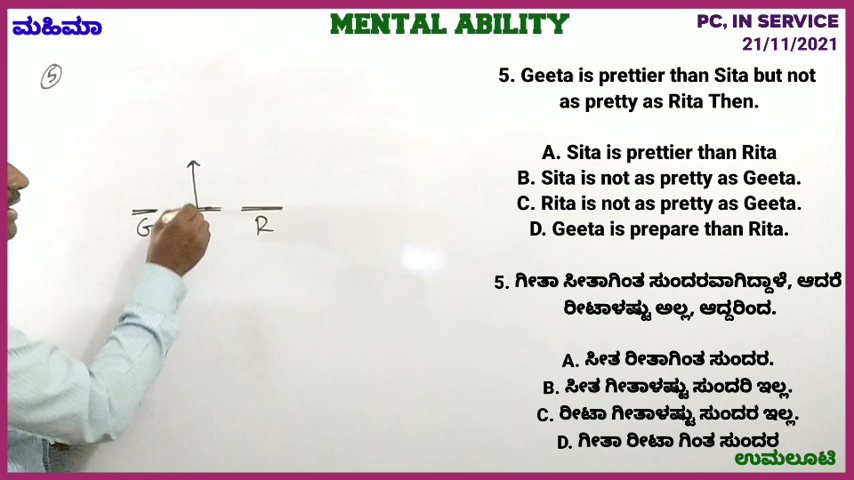 ಮಹಿಮಾ
MENTAL ABILITY
PC, IN SERVICE
21/11/2021
5
G
R
5. Geeta is prettier than Sita but not
as pretty as Rita Then.
A. Sita is prettier than Rita
B. Sita is not as pretty as Geeta.
C. Rita is not as pretty as Geeta.
D. Geeta is prepare than Rita.
5. ಗೀತಾ ಸೀತಾಗಿಂತ ಸುಂದರವಾಗಿದ್ದಾಳೆ, ಆದರೆ
ರೀಟಾಳಷ್ಟು ಅಲ್ಲ, ಆದ್ದರಿಂದ.
A. ಸೀತ ರೀತಾಗಿಂತ ಸುಂದರ.
B. ಸೀತ ಗೀತಾಳಷ್ಟು ಸುಂದರಿ ಇಲ್ಲ.
C. ರೀಟಾ ಗೀತಾಳಷ್ಟು ಸುಂದರ ಇಲ್ಲ.
D. ಗೀತಾ ರೀಟಾ ಗಿಂತ ಸುಂದರ
ಉಮಲೂಟಿ